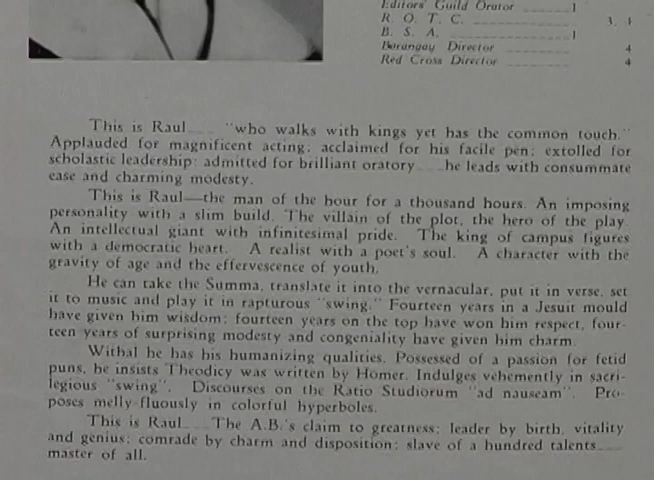 Editors' Guild Orator ........1
R. O. T. C. ........ 3, 4
B. S. A. ........1
Barangay Director ........ 4
Red Cross Director ........ 4
This is Raul.... "who walks with kings yet has the common touch."
Applauded for magnificent acting; acclaimed for his facile pen; extolled for
scholastic leadership; admitted for brilliant oratory....he leads with consummate
ease and charming modesty.
This is Raul—the man of the hour for a thousand hours. An imposing
personality with a slim build. The villain of the plot, the hero of the play.
An intellectual giant with infinitesimal pride. The king of campus figures
with a democratic heart. A realist with a poet's soul. A character with the
gravity of age and the effervescence of youth.
He can take the Summa, translate it into the vernacular, put it in verse, set
it to music and play it in rapturous "swing." Fourteen years in a Jesuit mould
have given him wisdom; fourteen years on the top have won him respect, four-
teen years of surprising modesty and congeniality have given him charm.
Withal he has his humanizing qualities. Possessed of a passion for fetid
puns, he insists Theodicy was written by Homer. Indulges vehemently in sacri-
legious "swing". Discourses on the Ratio Studiorum "ad nauseam". Pro-
poses melly-fluously in colorful hyperboles.
This is Raul....The A.B.'s claim to greatness; leader by birth, vitality
and genius; comrade by charm and disposition; slave of a hundred talents....
master of all.